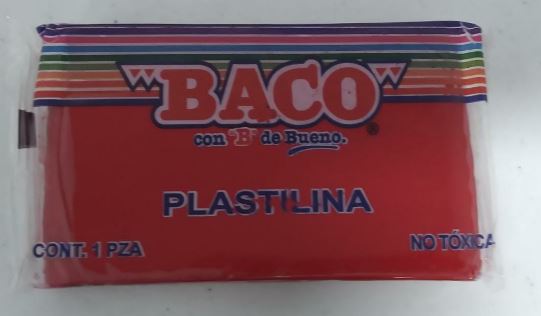 BACO®
con "B" de Bueno.
PLASTILINA
CONT. 1 PZA
NO TÓXICA